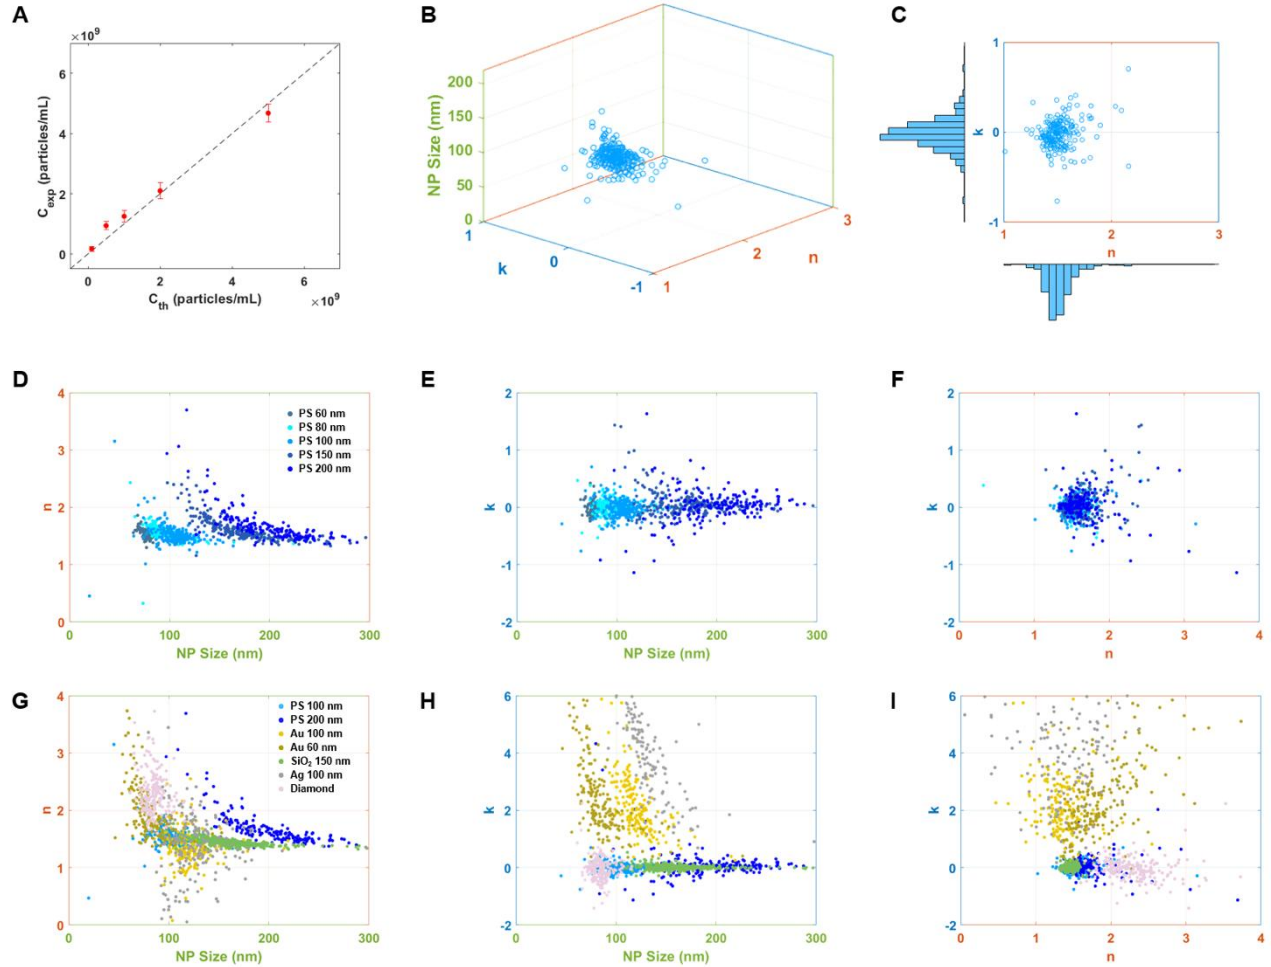 A
×10⁹
6
4
2
0
C_exp (particles/mL)
0
2
4
6
C_th (particles/mL)
×10⁹
B
200
150
100
50
0
NP Size (nm)
1
0
-1
k
1
2
3
n
C
1
0
-1
k
1
2
3
n
D
4
3
2
1
0
n
PS 60 nm
PS 80 nm
PS 100 nm
PS 150 nm
PS 200 nm
0
100
200
300
NP Size (nm)
E
2
1
0
-1
-2
k
0
100
200
300
NP Size (nm)
F
2
1
0
-1
-2
k
0
1
2
3
4
n
G
4
3
2
1
0
n
PS 100 nm
PS 200 nm
Au 100 nm
Au 60 nm
SiO₂ 150 nm
Ag 100 nm
Diamond
0
100
200
300
NP Size (nm)
H
6
4
2
0
-2
k
0
100
200
300
NP Size (nm)
I
6
4
2
0
-2
k
0
1
2
3
4
n